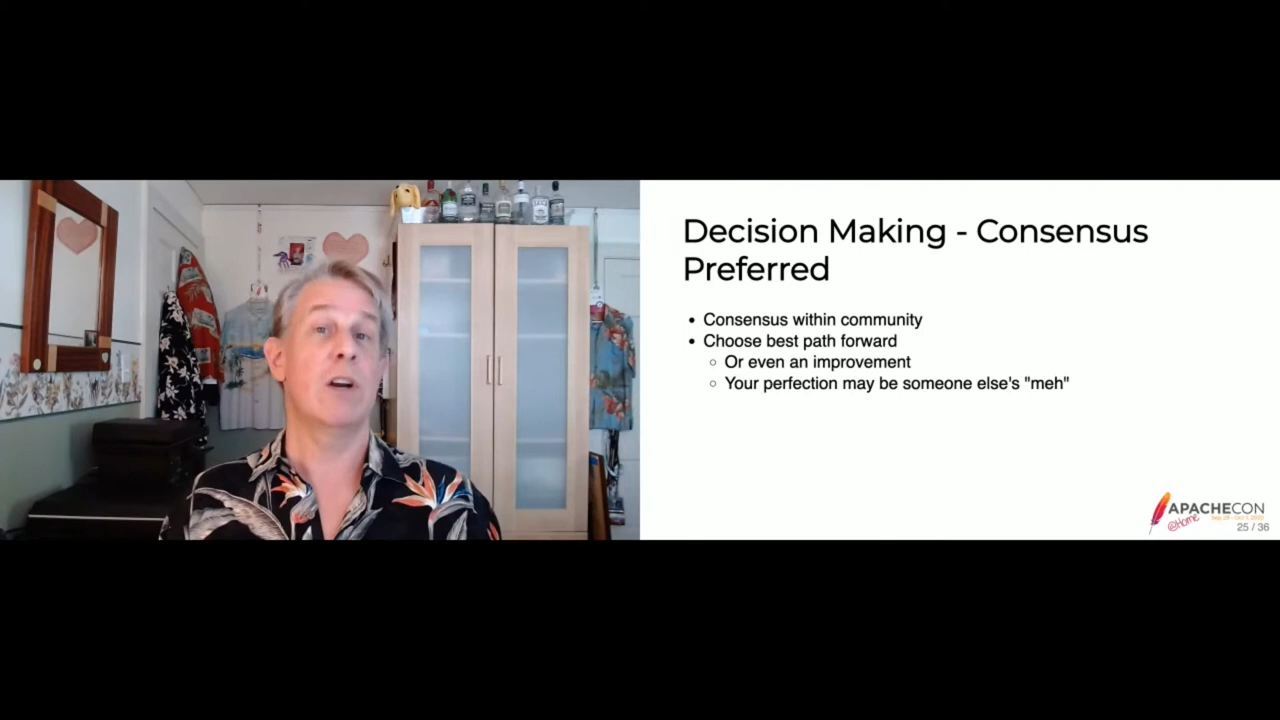 Decision Making - Consensus
Preferred
• Consensus within community
• Choose best path forward
○ Or even an improvement
○ Your perfection may be someone else's "meh"
APACHECON
@Home
25 / 36